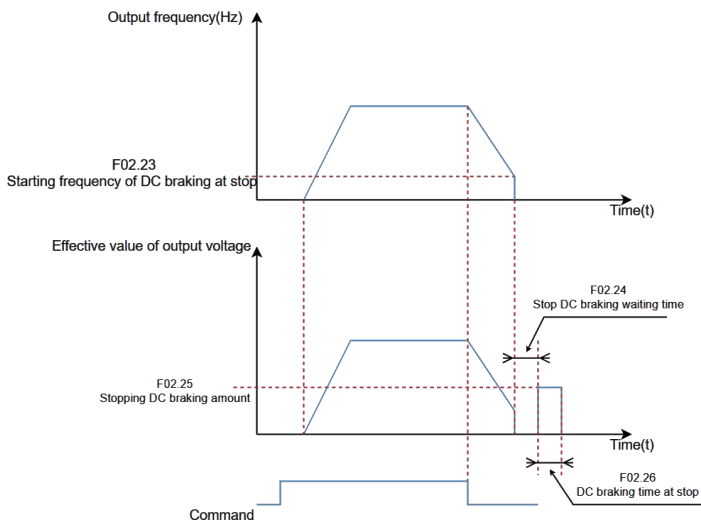 Output frequency(Hz)
F02.23
Starting frequency of DC braking at stop
Time(t)
Effective value of output voltage
F02.24
Stop DC braking waiting time
F02.25
Stopping DC braking amount
Time(t)
F02.26
DC braking time at stop
Command